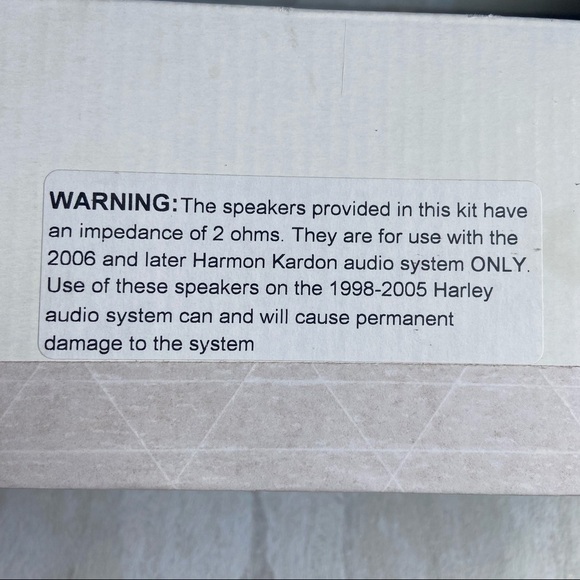 WARNING:The speakers provided in this kit have
an impedance of 2 ohms. They are for use with the
2006 and later Harmon Kardon audio system ONLY.
Use of these speakers on the 1998-2005 Harley
audio system can and will cause permanent
damage to the system